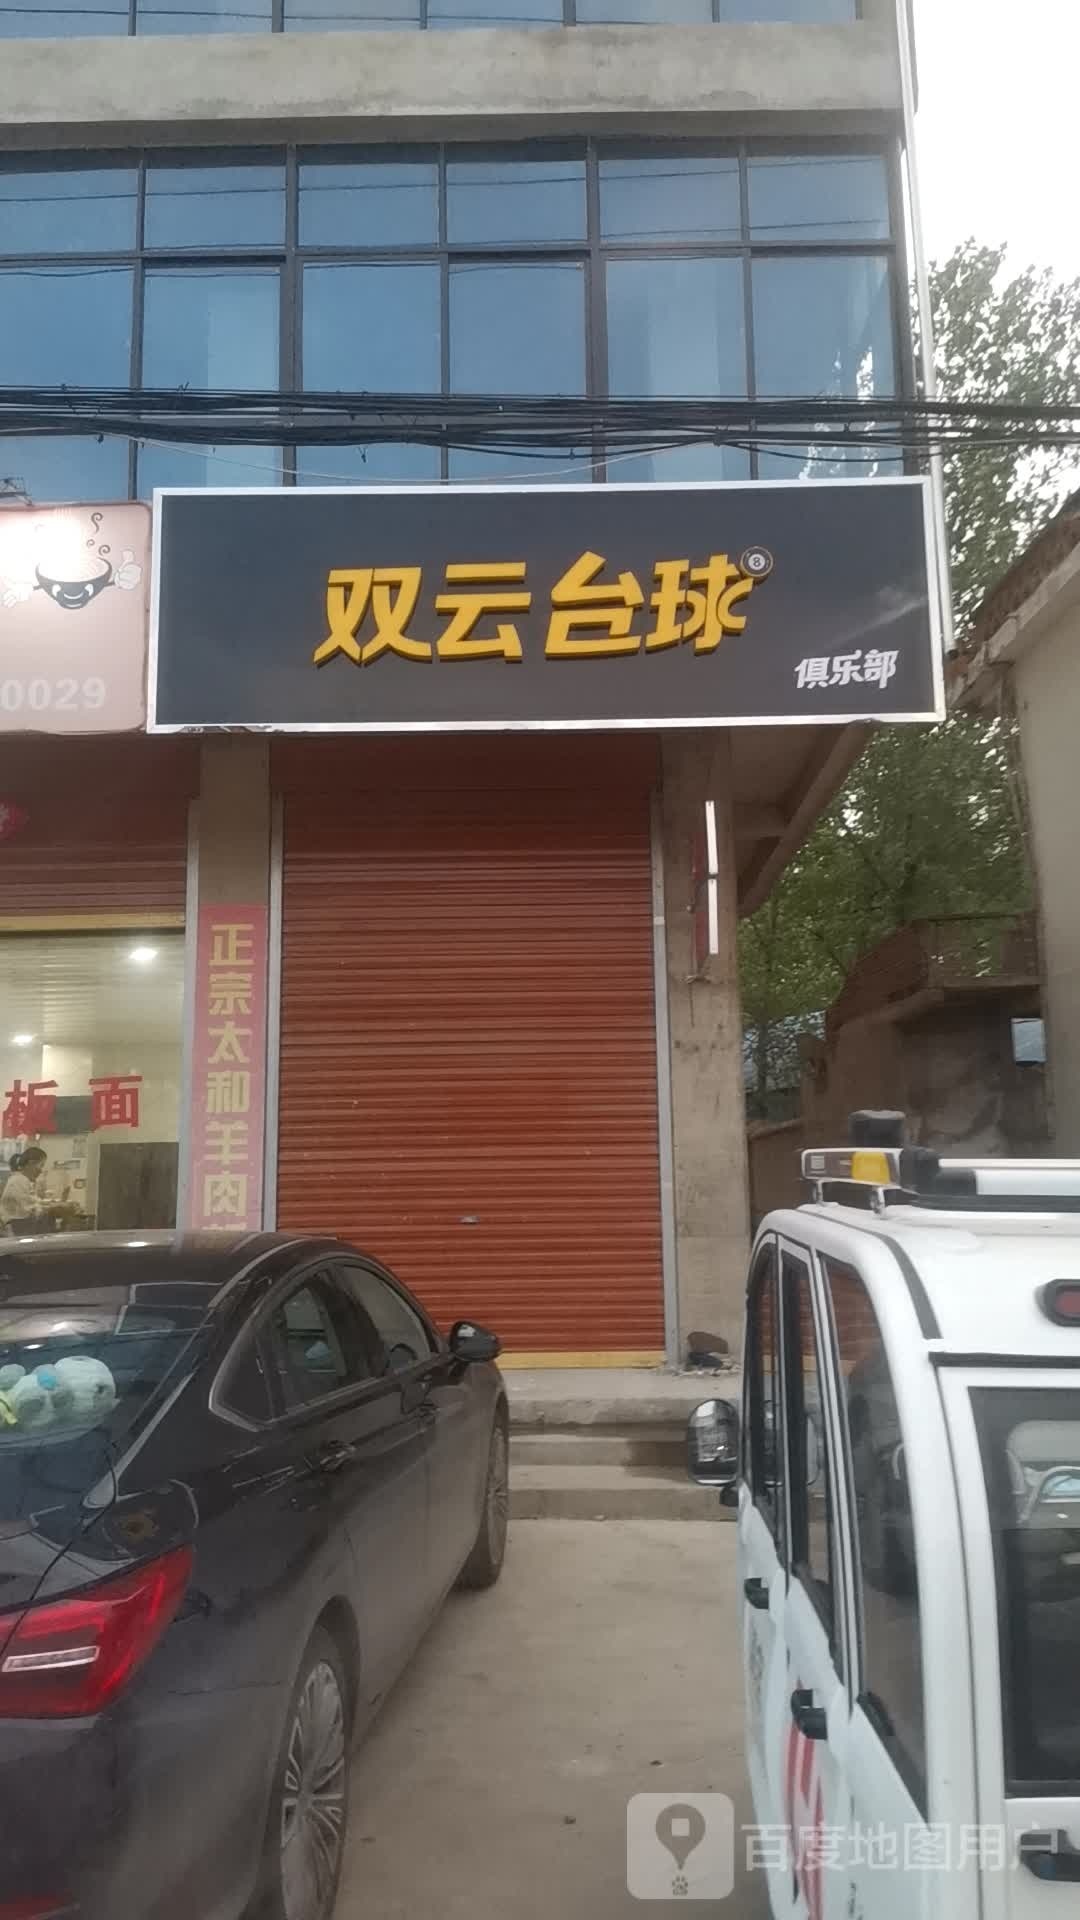 双云台球
8
俱乐部
0029
正宗太和羊肉
板面
百度地图用户